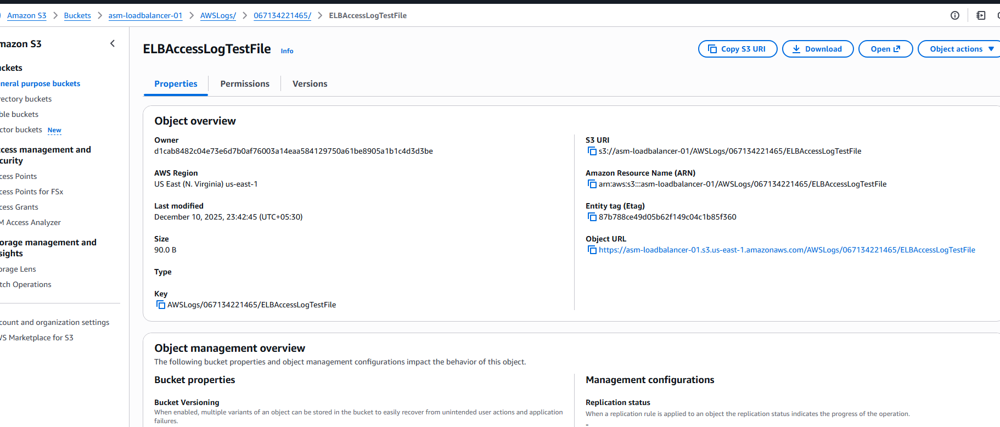 Amazon S3 > Buckets > asm-loadbalancer-01 > AWSLogs/ > 067134221465/ > ELBAccessLogTestFile
mazon S3
uckets
neral purpose buckets
rectory buckets
ble buckets
ctor buckets New
cess management and
curity
cess Points
cess Points for FSx
cess Grants
M Access Analyzer
orage management and
sights
orage Lens
tch Operations
count and organization settings
VS Marketplace for S3
ELBAccessLogTestFile Info
Copy S3 URI Download Open Object actions
Properties Permissions Versions
Object overview
Owner
d1cab8482c04e73e6d7b0af76003a14eaa584129750a61be8905a1b1c4d3d3be
AWS Region
US East (N. Virginia) us-east-1
Last modified
December 10, 2025, 23:42:45 (UTC+05:30)
Size
90.0 B
Type
Key
AWSLogs/067134221465/ELBAccessLogTestFile
S3 URI
s3://asm-loadbalancer-01/AWSLogs/067134221465/ELBAccessLogTestFile
Amazon Resource Name (ARN)
arn:aws:s3:::asm-loadbalancer-01/AWSLogs/067134221465/ELBAccessLogTestFile
Entity tag (Etag)
87b788ce49d05b62f149c04c1b85f360
Object URL
https://asm-loadbalancer-01.s3.us-east-1.amazonaws.com/AWSLogs/067134221465/ELBAccessLogTestFile
Object management overview
The following bucket properties and object management configurations impact the behavior of this object.
Bucket properties
Bucket Versioning
When enabled, multiple variants of an object can be stored in the bucket to easily recover from unintended user actions and application
failures.
Management configurations
Replication status
When a replication rule is applied to an object the replication status indicates the progress of the operation.
-